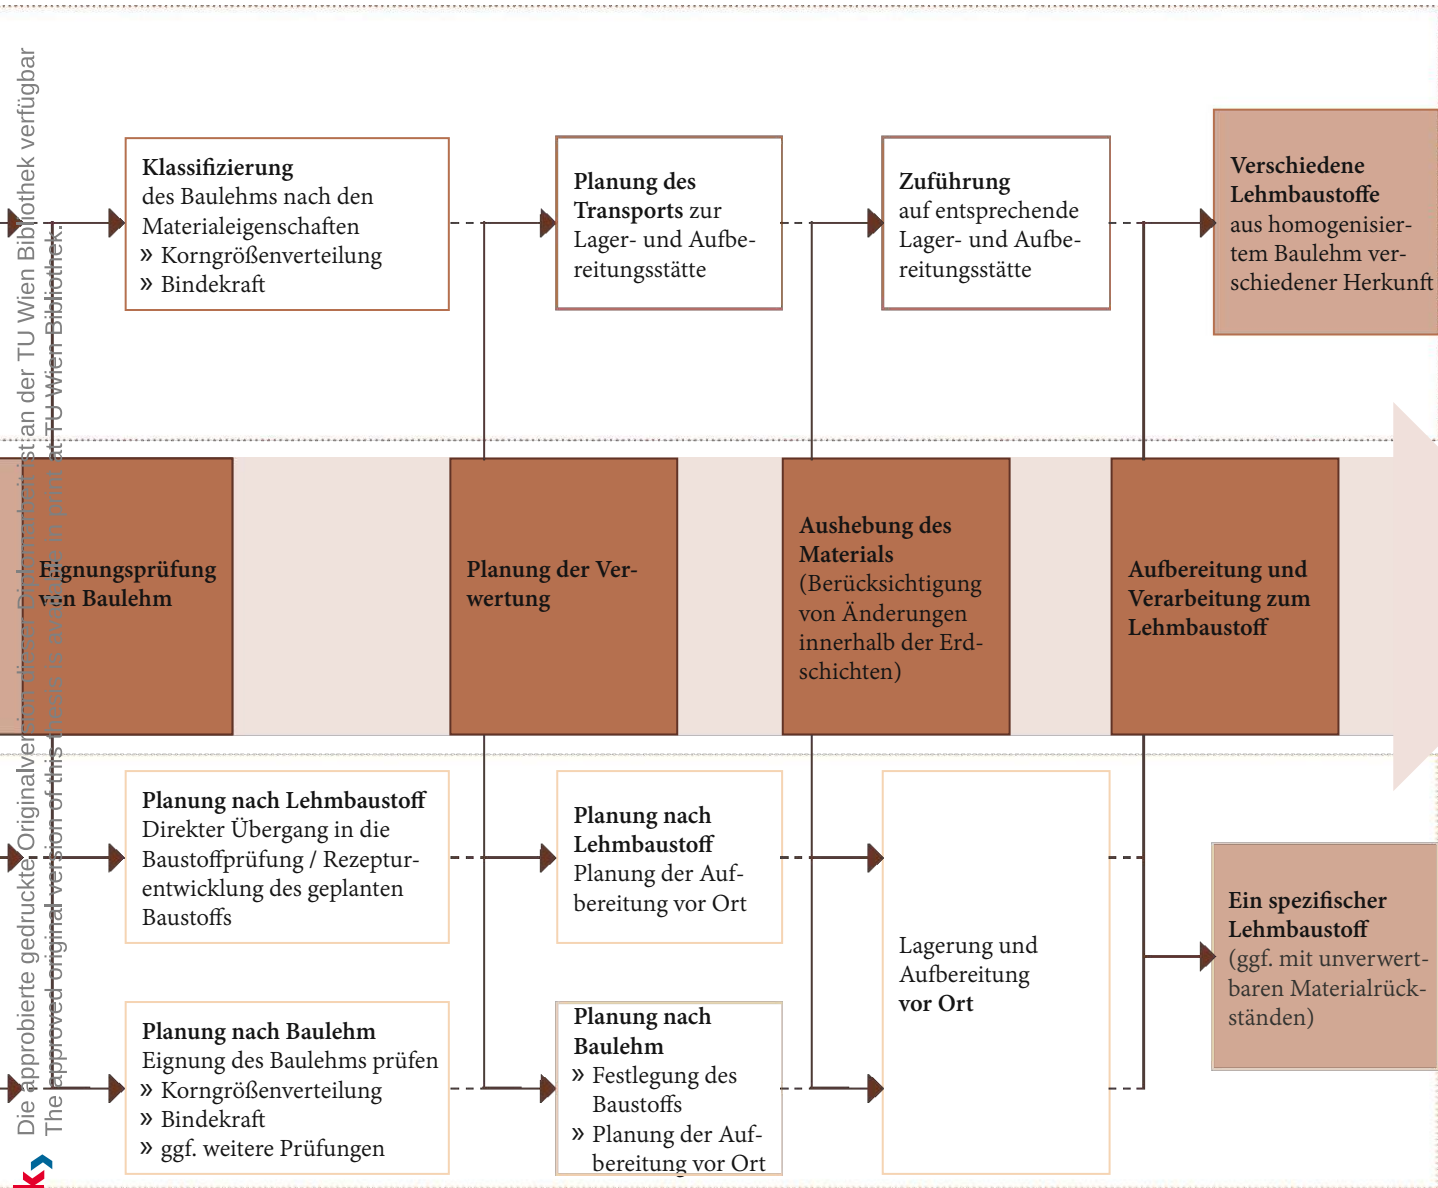 Die approbierte gedruckte Originalversion dieser Diplomarbeit ist an der TU Wien Bibliothek verfügbar
The approved original version of this thesis is available in print at TU Wien Bibliothek.
Klassifizierung
des Baulehms nach den
Materialeigenschaften
» Korngrößenverteilung
» Bindekraft
Planung des
Transports zur
Lager- und Aufbe-
reitungsstätte
Zuführung
auf entsprechende
Lager- und Aufbe-
reitungsstätte
Verschiedene
Lehmbaustoffe
aus homogenisier-
tem Baulehm ver-
schiedener Herkunft
Eignungsprüfung
von Baulehm
Planung der Ver-
wertung
Aushebung des
Materials
(Berücksichtigung
von Änderungen
innerhalb der Erd-
schichten)
Aufbereitung und
Verarbeitung zum
Lehmbaustoff
Planung nach Lehmbaustoff
Direkter Übergang in die
Baustoffprüfung / Rezeptur-
entwicklung des geplanten
Baustoffs
Planung nach
Lehmbaustoff
Planung der Auf-
bereitung vor Ort
Lagerung und
Aufbereitung
vor Ort
Ein spezifischer
Lehmbaustoff
(ggf. mit unverwert-
baren Materialrück-
ständen)
Planung nach Baulehm
Eignung des Baulehms prüfen
» Korngrößenverteilung
» Bindekraft
» ggf. weitere Prüfungen
Planung nach
Baulehm
» Festlegung des
Baustoffs
» Planung der Auf-
bereitung vor Ort